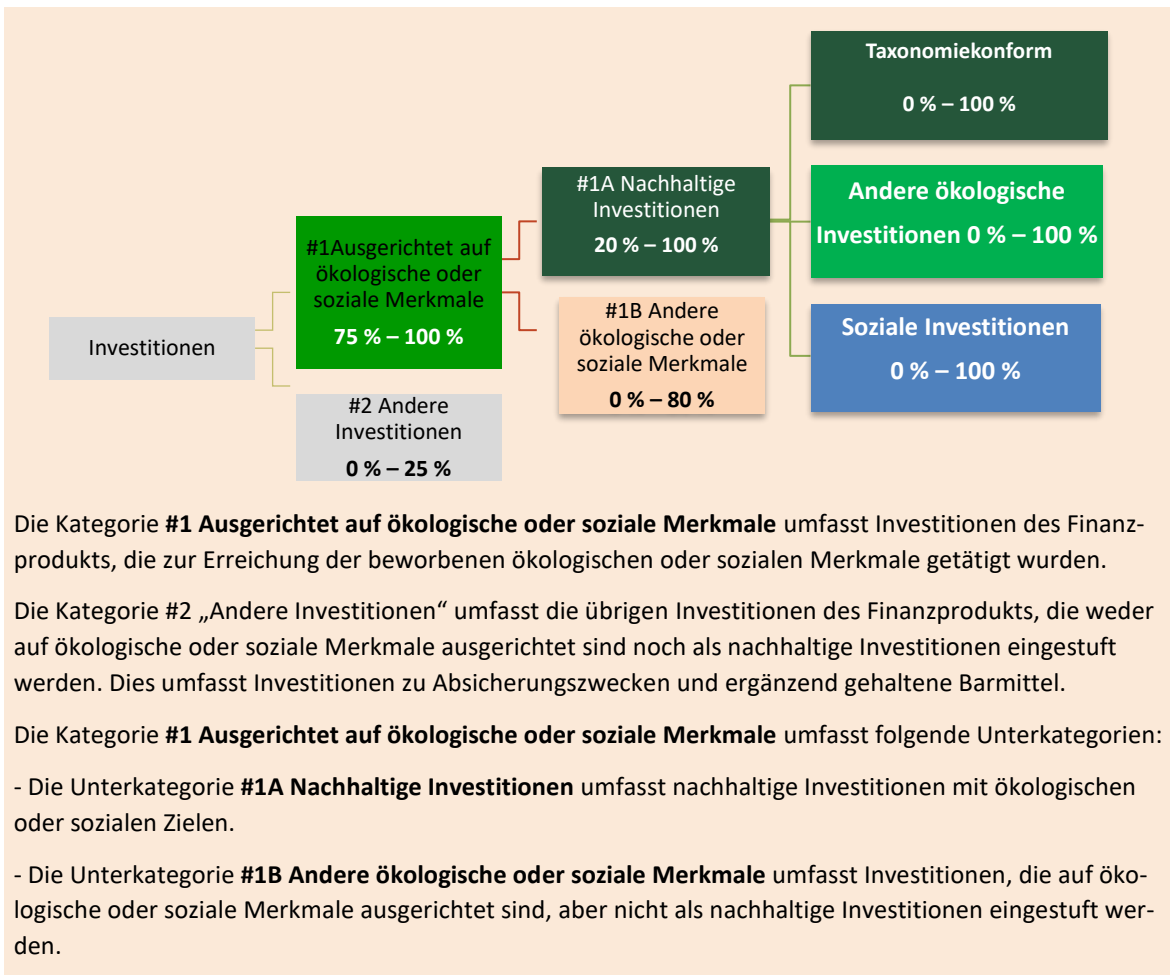 Investitionen
#1Ausgerichtet auf
ökologische oder
soziale Merkmale
75 % – 100 %
#2 Andere
Investitionen
0 % – 25 %
#1A Nachhaltige
Investitionen
20 % – 100 %
#1B Andere
ökologische oder
soziale Merkmale
0 % – 80 %
Taxonomiekonform
0 % – 100 %
Andere ökologische
Investitionen 0 % – 100 %
Soziale Investitionen
0 % – 100 %
Die Kategorie #1 Ausgerichtet auf ökologische oder soziale Merkmale umfasst Investitionen des Finanz-
produkts, die zur Erreichung der beworbenen ökologischen oder sozialen Merkmale getätigt wurden.
Die Kategorie #2 „Andere Investitionen“ umfasst die übrigen Investitionen des Finanzprodukts, die weder
auf ökologische oder soziale Merkmale ausgerichtet sind noch als nachhaltige Investitionen eingestuft
werden. Dies umfasst Investitionen zu Absicherungszwecken und ergänzend gehaltene Barmittel.
Die Kategorie #1 Ausgerichtet auf ökologische oder soziale Merkmale umfasst folgende Unterkategorien:
- Die Unterkategorie #1A Nachhaltige Investitionen umfasst nachhaltige Investitionen mit ökologischen
oder sozialen Zielen.
- Die Unterkategorie #1B Andere ökologische oder soziale Merkmale umfasst Investitionen, die auf öko-
logische oder soziale Merkmale ausgerichtet sind, aber nicht als nachhaltige Investitionen eingestuft wer-
den.